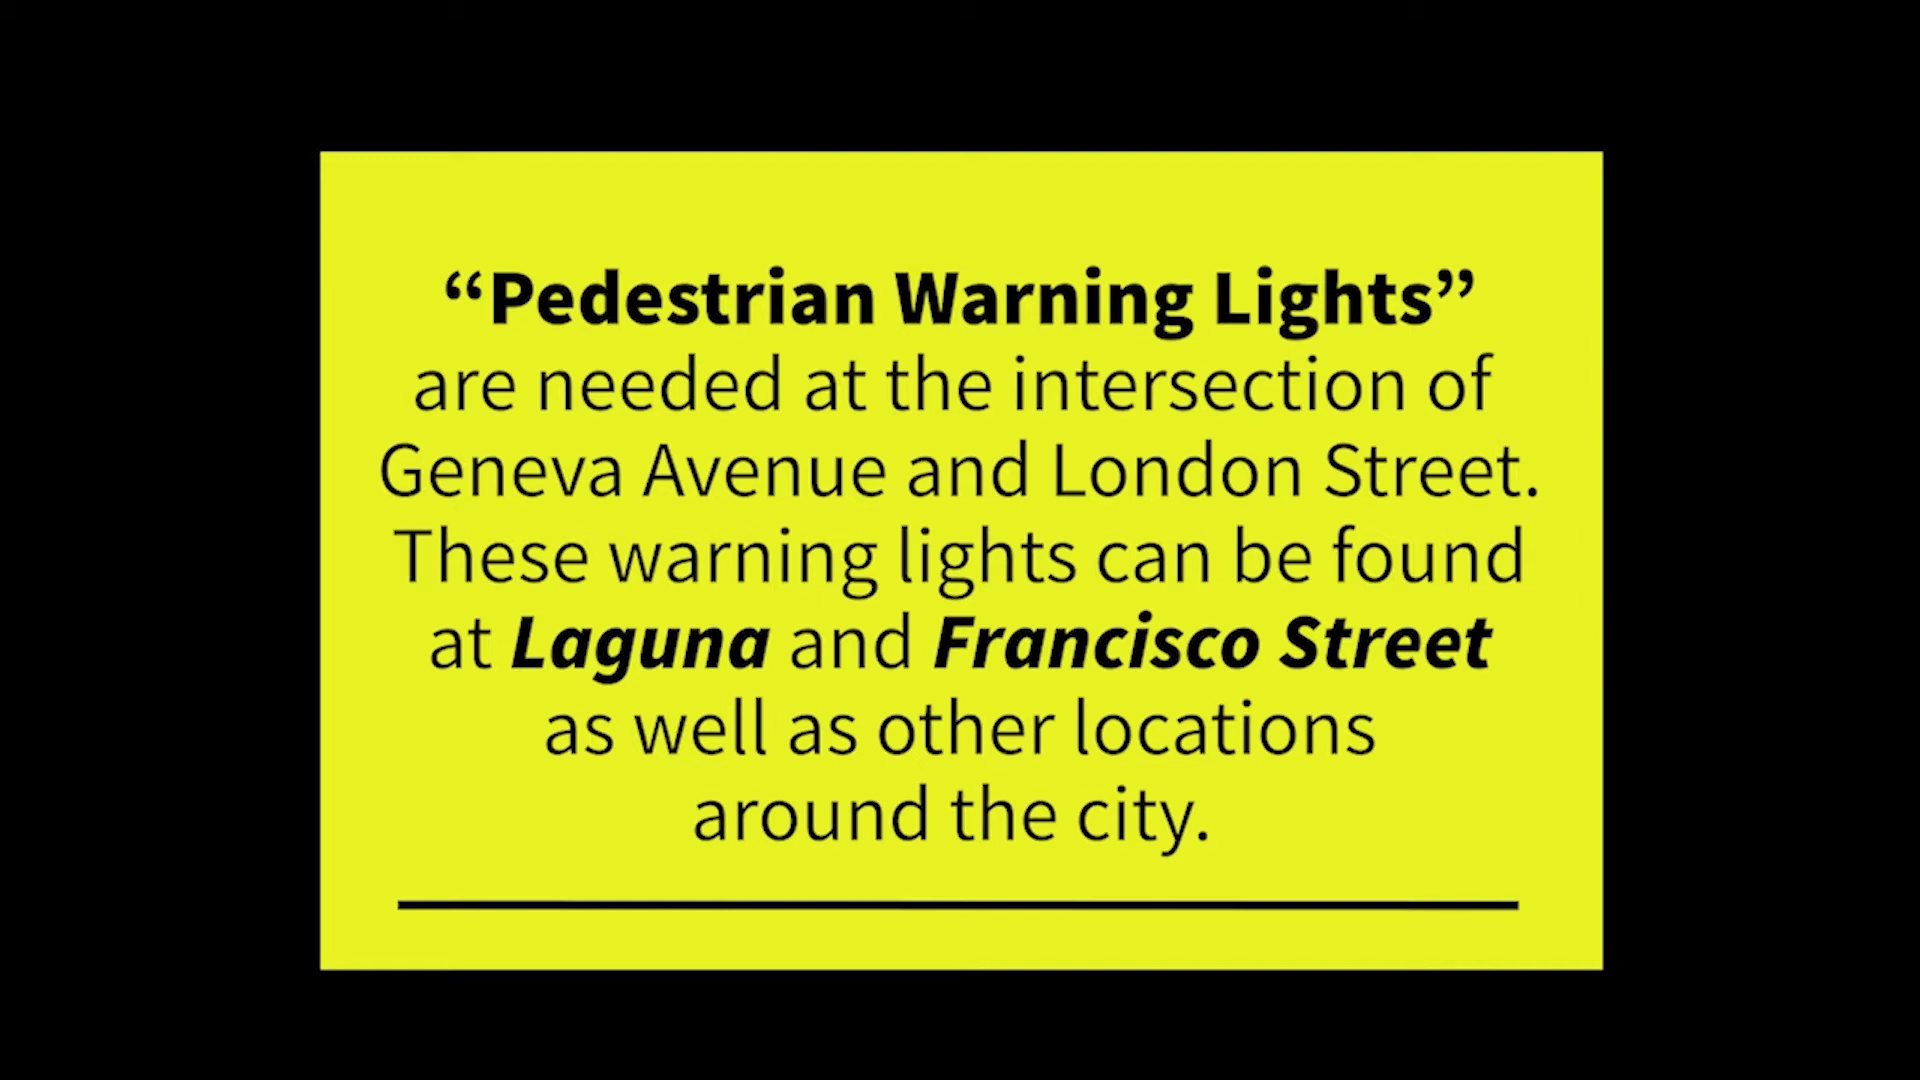 “Pedestrian Warning Lights”
are needed at the intersection of
Geneva Avenue and London Street.
These warning lights can be found
at Laguna and Francisco Street
as well as other locations
around the city.